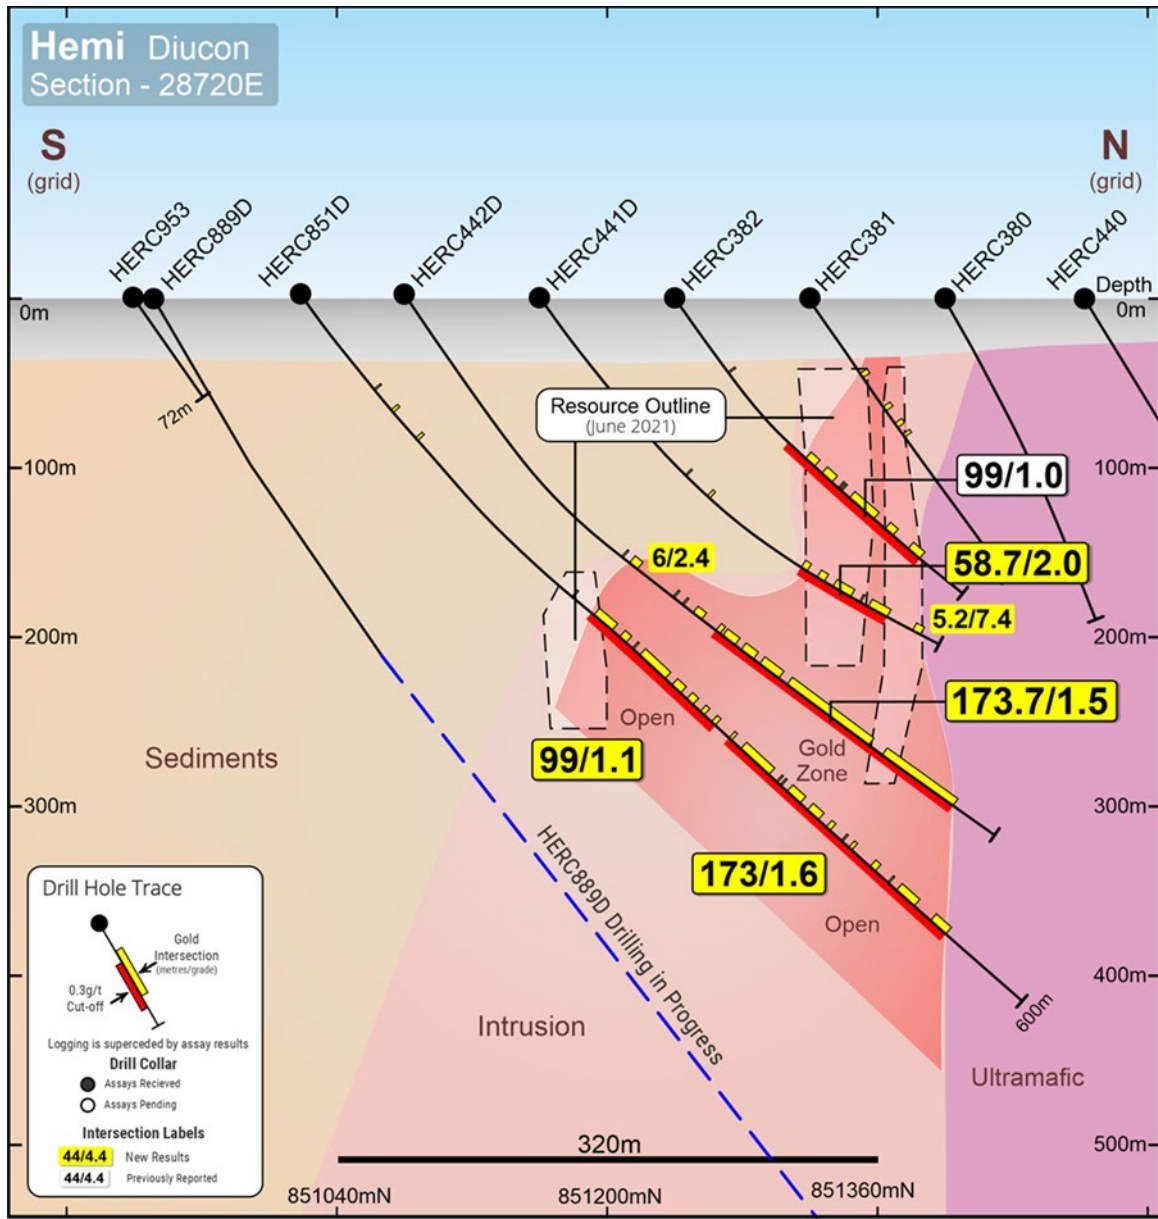 Hemi Diucon
Section - 28720E
S
(grid)
N
(grid)
HERC953
HERC889D
HERC851D
HERC442D
HERC441D
HERC382
HERC381
HERC380
HERC440
Depth
0m
0m
72m
Resource Outline
(June 2021)
100m
99/1.0
100m
6/2.4
58.7/2.0
5.2/7.4
200m
200m
173.7/1.5
Open
Gold
Zone
Sediments
99/1.1
300m
300m
HERC889D Drilling in Progress
173/1.6
Open
400m
600m
Intrusion
Ultramafic
500m
320m
851040mN
851200mN
851360mN
Drill Hole Trace
Gold
Intersection
(metres/grade)
0.3g/t
Cut-off
Logging is superceded by assay results
Drill Collar
Assays Recieved
Assays Pending
Intersection Labels
44/4.4 New Results
44/4.4 Previously Reported